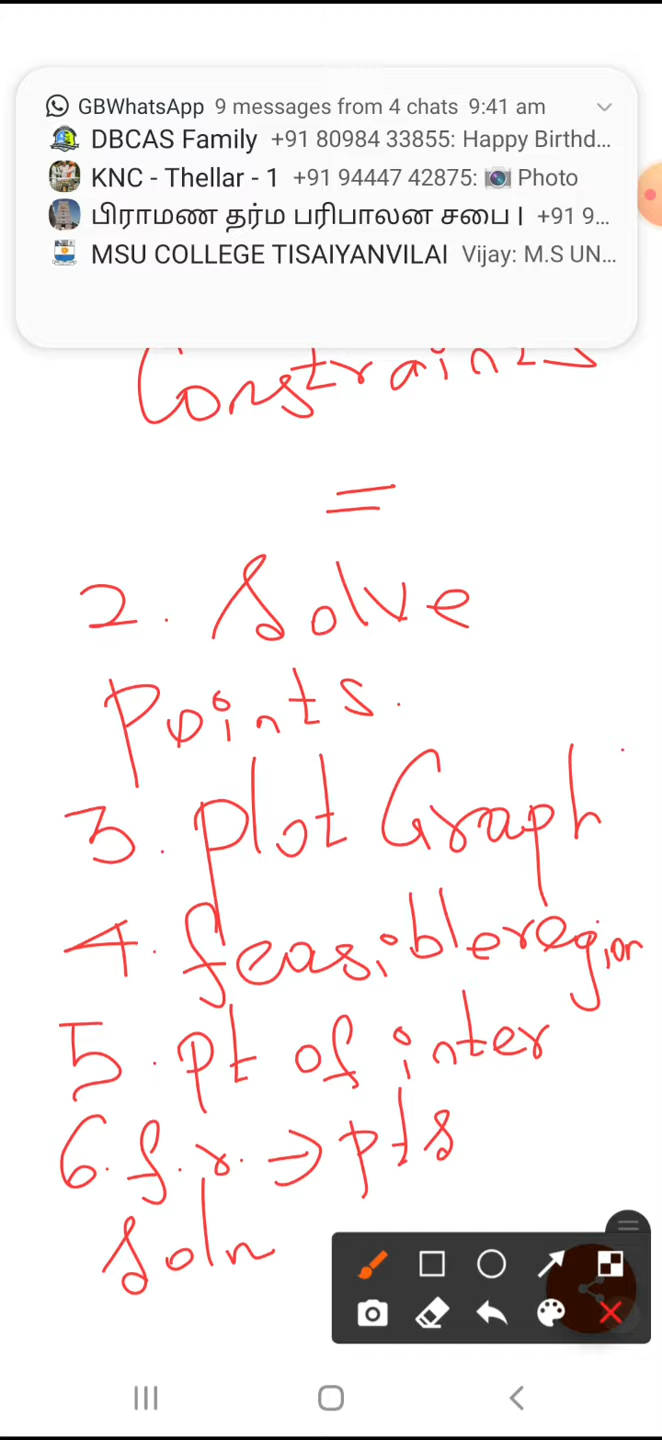 GBWhatsApp 9 messages from 4 chats 9:41 am
DBCAS Family +91 80984 33855: Happy Birthd...
KNC - Thellar - 1 +91 94447 42875: 📷 Photo
பிராமண தர்ம பரிபாலன சபை I +91 9...
MSU COLLEGE TISAIYANVILAI Vijay: M.S UN...
Constraints
=
2. Solve
Points.
3. plot Graph
4. feasible region
5. pt of inter
6. f.r. → pts
soln